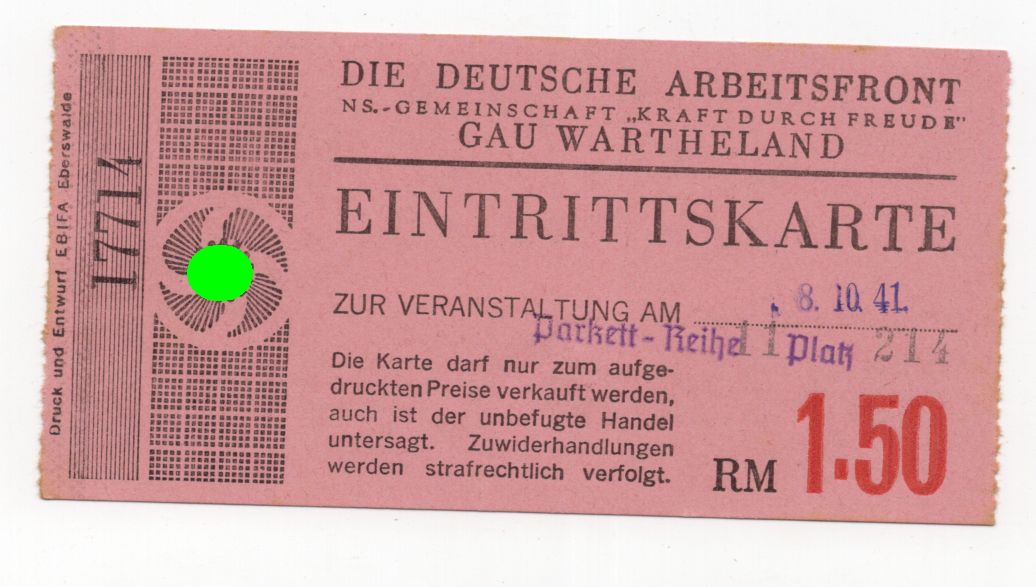 DIE DEUTSCHE ARBEITSFRONT
NS.-GEMEINSCHAFT „KRAFT DURCH FREUDE"
GAU WARTHELAND
EINTRITTSKARTE
ZUR VERANSTALTUNG AM 8. 10. 41.
Parkett-Reihe 11 Platz 214
Die Karte darf nur zum aufge-
druckten Preise verkauft werden,
auch ist der unbefugte Handel
untersagt. Zuwiderhandlungen
werden strafrechtlich verfolgt.
RM 1.50
17714
Druck und Entwurf EBIFA Eberswalde